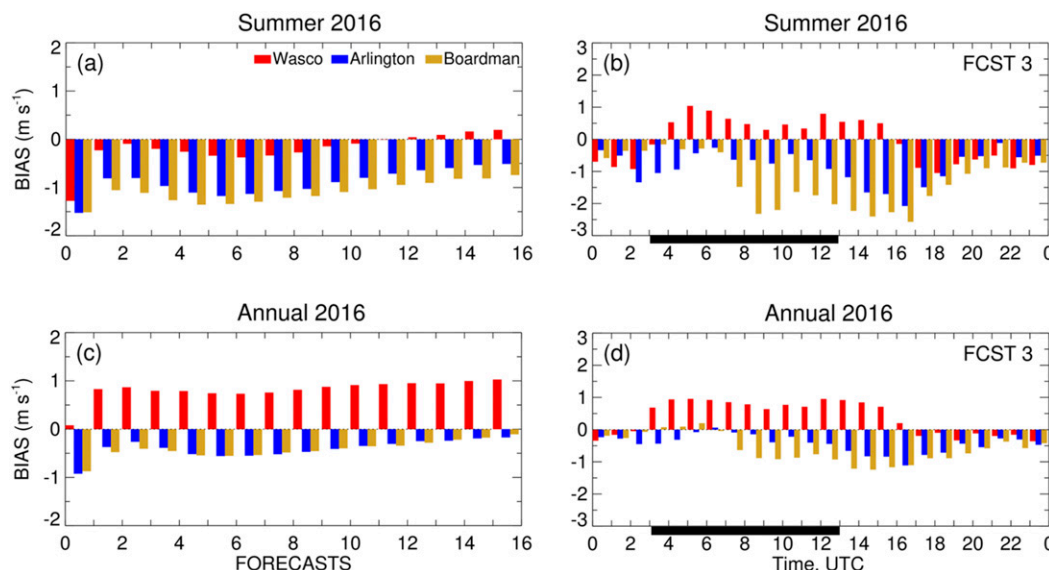 Summer 2016
(a)
Wasco Arlington Boardman
BIAS (m s⁻¹)
2
1
0
-1
-2
0 2 4 6 8 10 12 14 16
Summer 2016
(b)
FCST 3
3
2
1
0
-1
-2
-3
0 2 4 6 8 10 12 14 16 18 20 22 0
Annual 2016
(c)
BIAS (m s⁻¹)
2
1
0
-1
-2
0 2 4 6 8 10 12 14 16
FORECASTS
Annual 2016
(d)
FCST 3
3
2
1
0
-1
-2
-3
0 2 4 6 8 10 12 14 16 18 20 22 0
Time, UTC